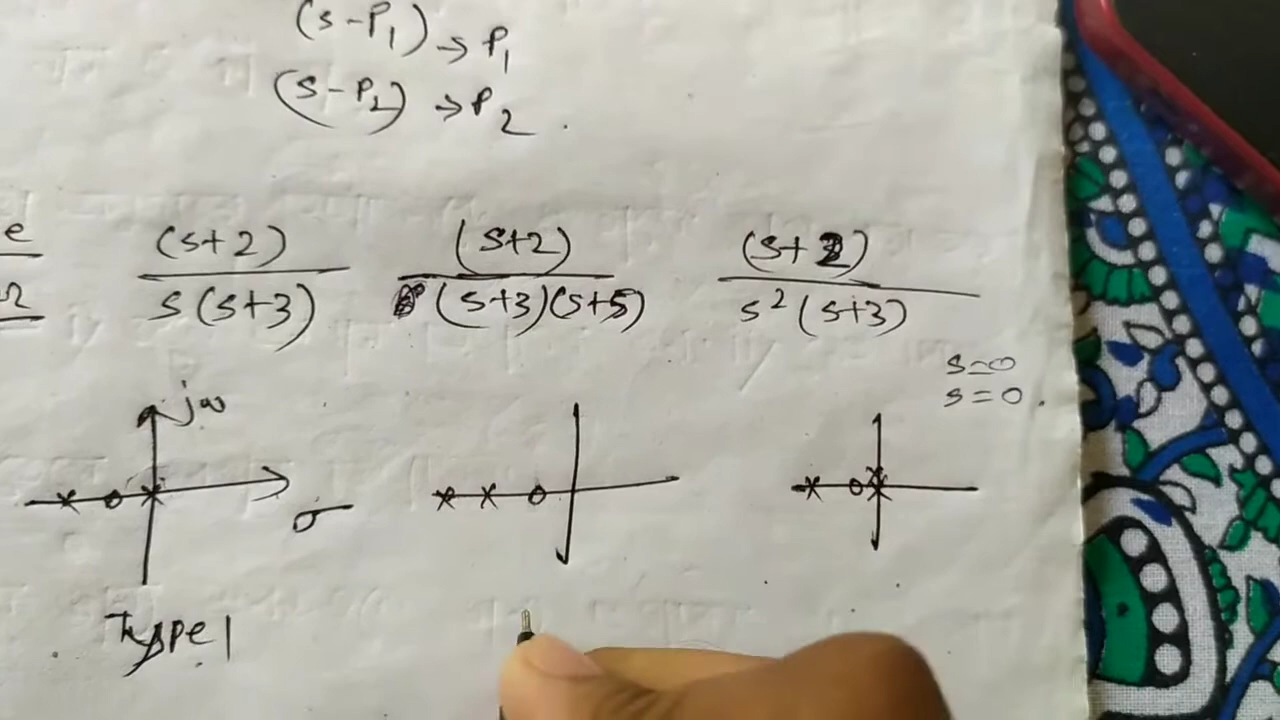 (s-P₁) → P₁
(s-P₂) → P₂ .
e
(s+2) (s+2) (s+2)
s(s+3) (s+3)(s+5) s²(s+3)
s=0
s=0 .
jω
σ
Type 1